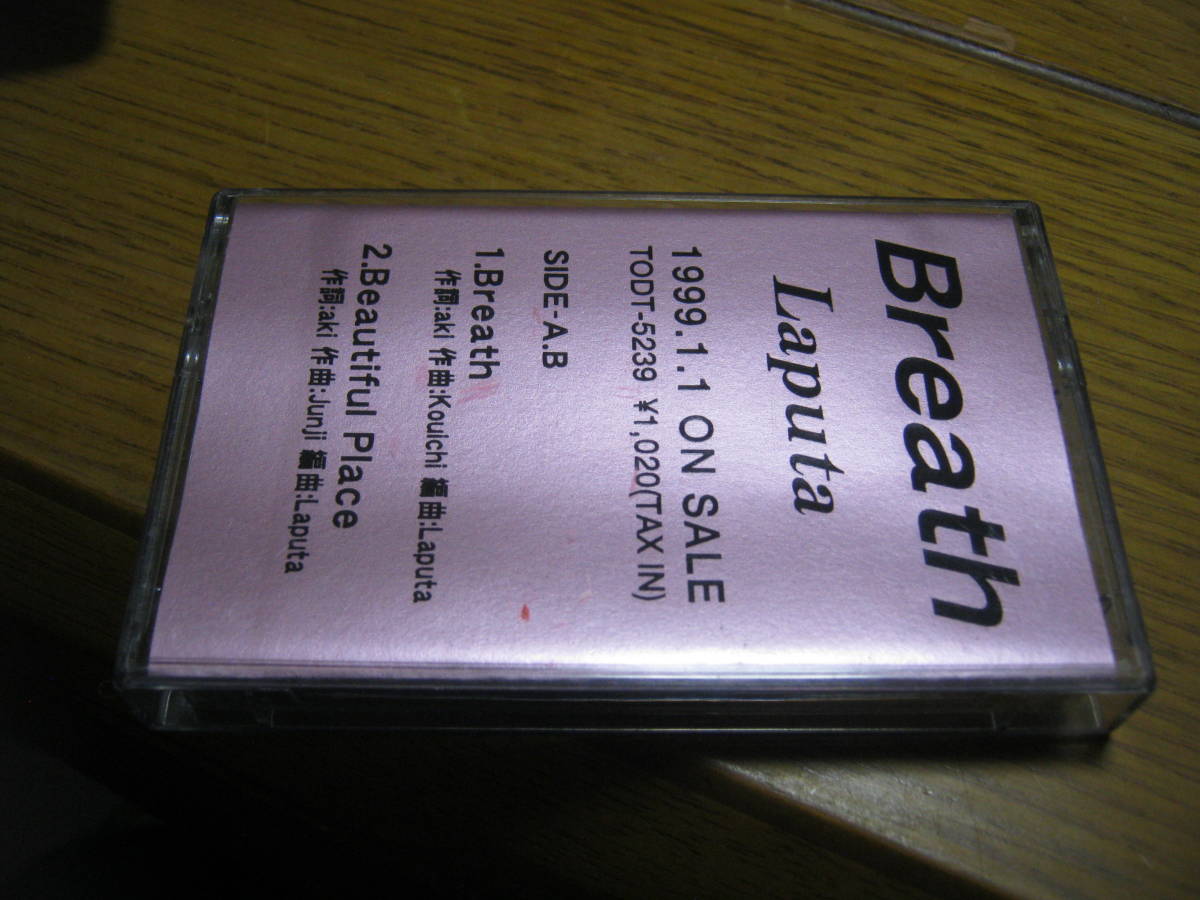 Breath
Laputa
1999.1.1 ON SALE
TODT-5239 ¥1,020(TAX IN)
SIDE-A.B
1.Breath
作詞:aki 作曲:Kouichi 編曲:Laputa
2.Beautiful Place
作詞:aki 作曲:Junji 編曲:Laputa